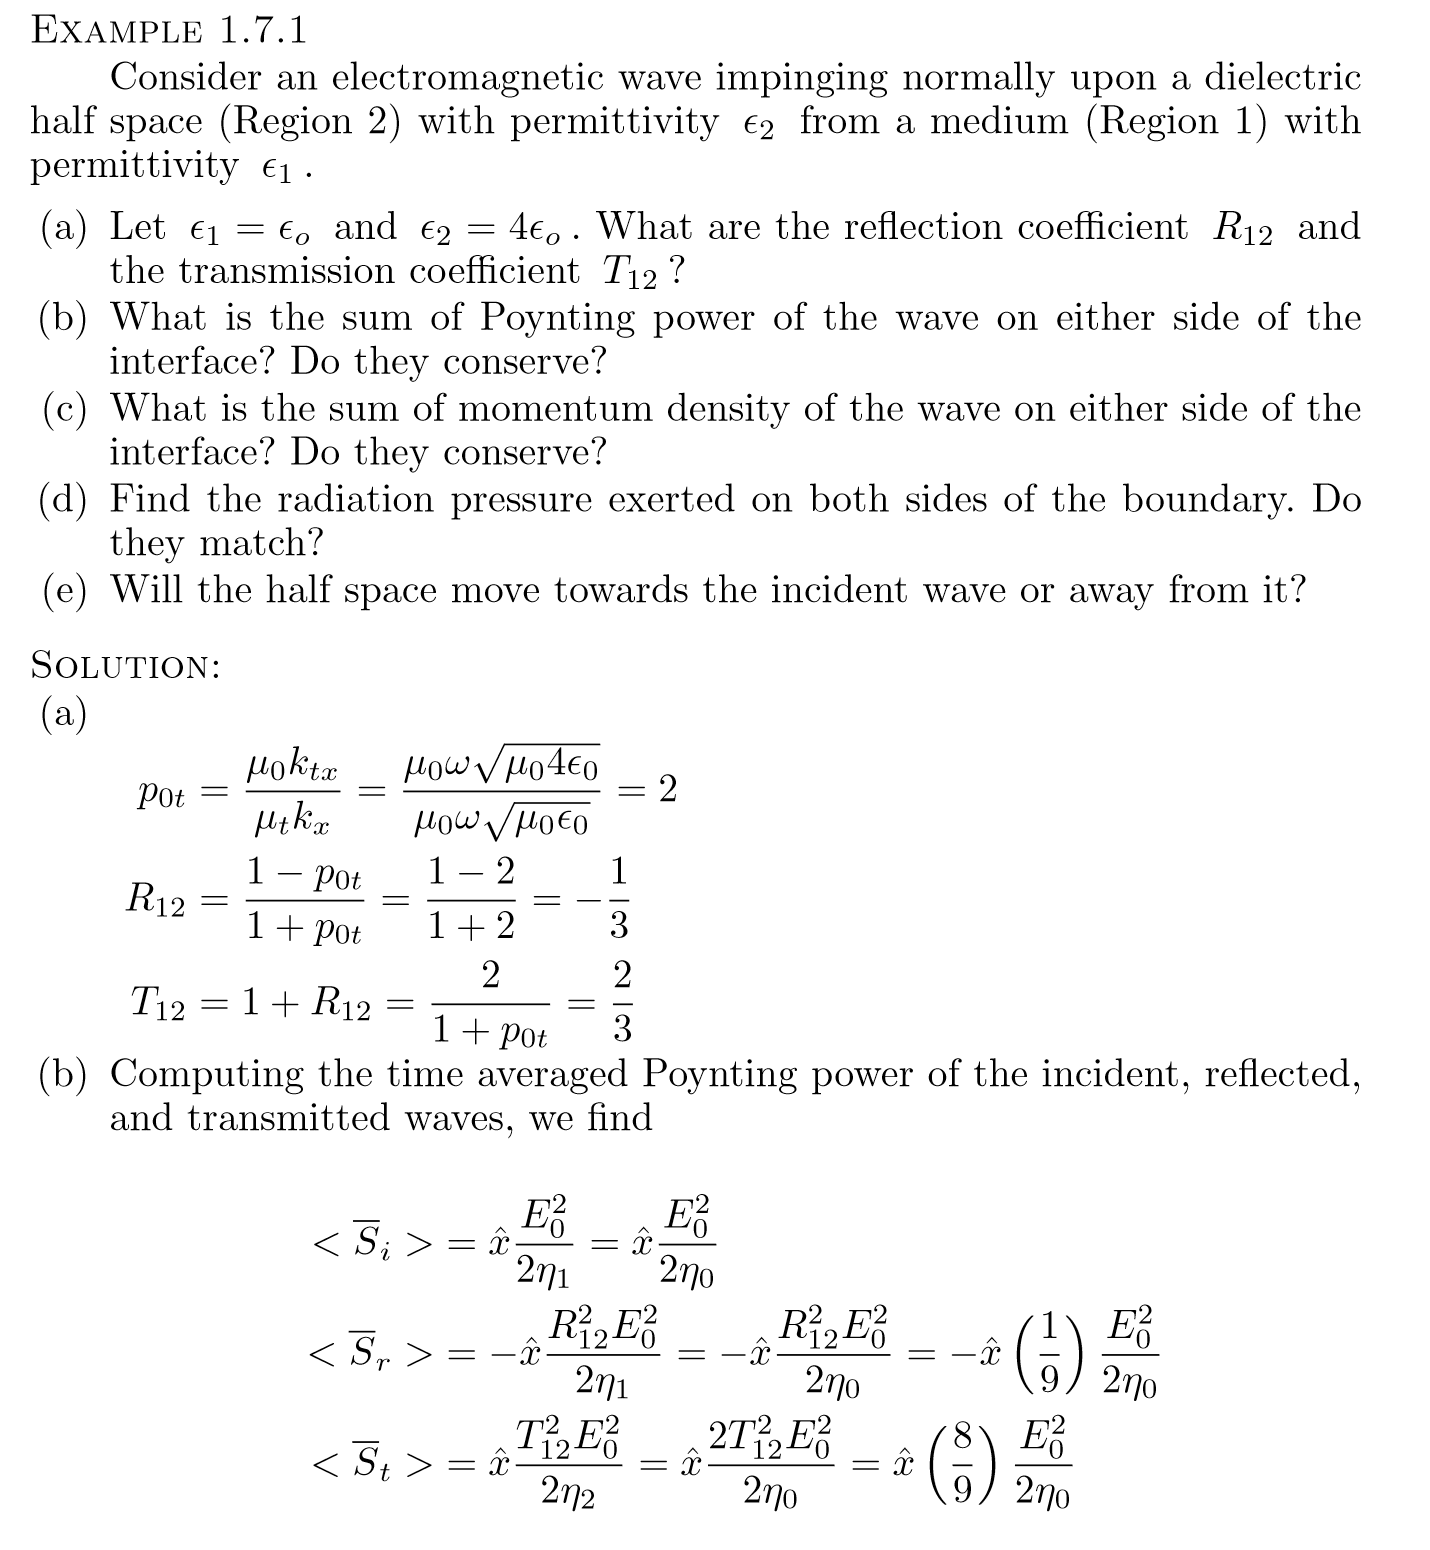 EXAMPLE 1.7.1
Consider an electromagnetic wave impinging normally upon a dielectric
half space (Region 2) with permittivity ϵ₂ from a medium (Region 1) with
permittivity ϵ₁ .
(a) Let ϵ₁ = ϵₒ and ϵ₂ = 4ϵₒ . What are the reflection coefficient R₁₂ and
the transmission coefficient T₁₂ ?
(b) What is the sum of Poynting power of the wave on either side of the
interface? Do they conserve?
(c) What is the sum of momentum density of the wave on either side of the
interface? Do they conserve?
(d) Find the radiation pressure exerted on both sides of the boundary. Do
they match?
(e) Will the half space move towards the incident wave or away from it?
SOLUTION:
(a)
$p_{0t} = \frac{\mu_0 k_{tx}}{\mu_t k_x} = \frac{\mu_0 \omega \sqrt{\mu_0 4\epsilon_0}}{\mu_0 \omega \sqrt{\mu_0 \epsilon_0}} = 2$
$R_{12} = \frac{1 - p_{0t}}{1 + p_{0t}} = \frac{1 - 2}{1 + 2} = -\frac{1}{3}$
$T_{12} = 1 + R_{12} = \frac{2}{1 + p_{0t}} = \frac{2}{3}$
(b) Computing the time averaged Poynting power of the incident, reflected,
and transmitted waves, we find
$< \overline{S}_i > = \hat{x} \frac{E_0^2}{2\eta_1} = \hat{x} \frac{E_0^2}{2\eta_0}$
$< \overline{S}_r > = -\hat{x} \frac{R_{12}^2 E_0^2}{2\eta_1} = -\hat{x} \frac{R_{12}^2 E_0^2}{2\eta_0} = -\hat{x} \left( \frac{1}{9} \right) \frac{E_0^2}{2\eta_0}$
$< \overline{S}_t > = \hat{x} \frac{T_{12}^2 E_0^2}{2\eta_2} = \hat{x} \frac{2T_{12}^2 E_0^2}{2\eta_0} = \hat{x} \left( \frac{8}{9} \right) \frac{E_0^2}{2\eta_0}$